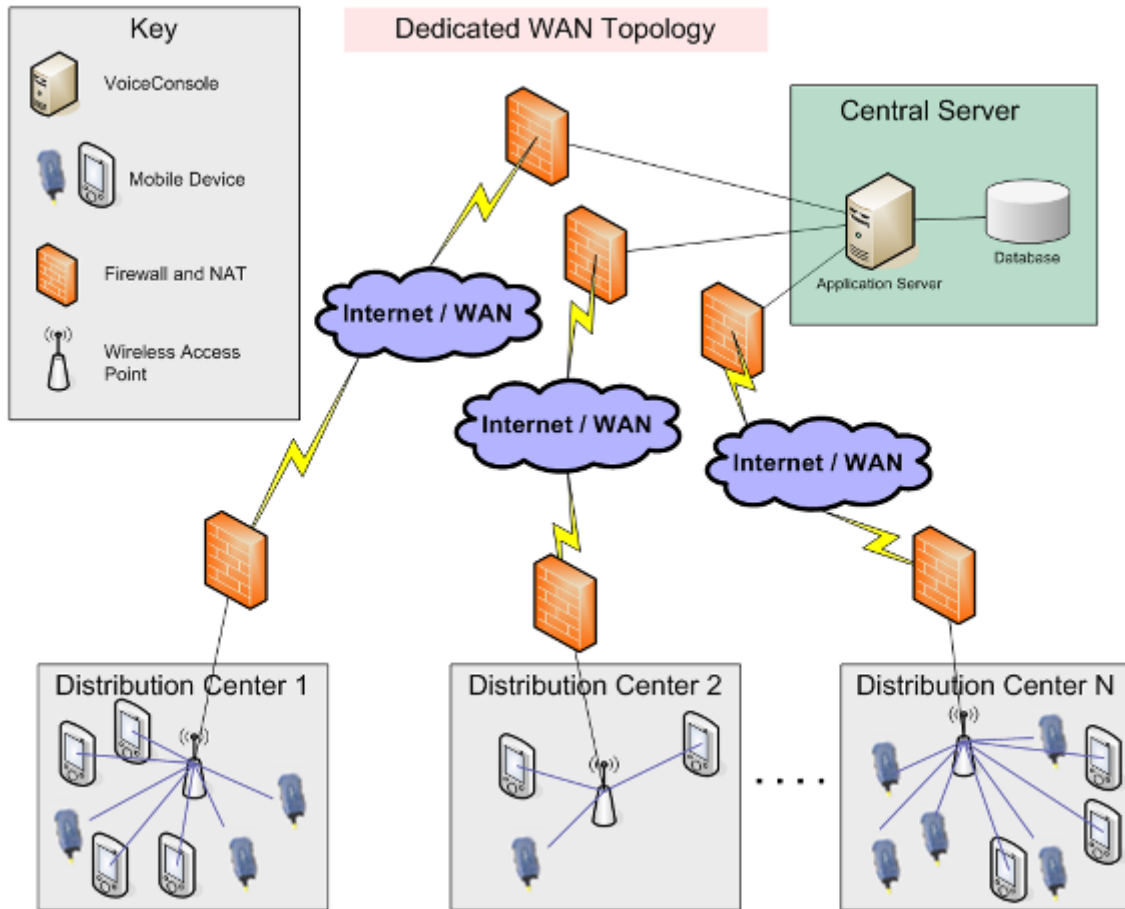 Key
Dedicated WAN Topology
VoiceConsole
Mobile Device
Firewall and NAT
Wireless Access
Point
Central Server
Application Server
Database
Internet / WAN
Internet / WAN
Internet / WAN
Distribution Center 1
Distribution Center 2
. . . .
Distribution Center N